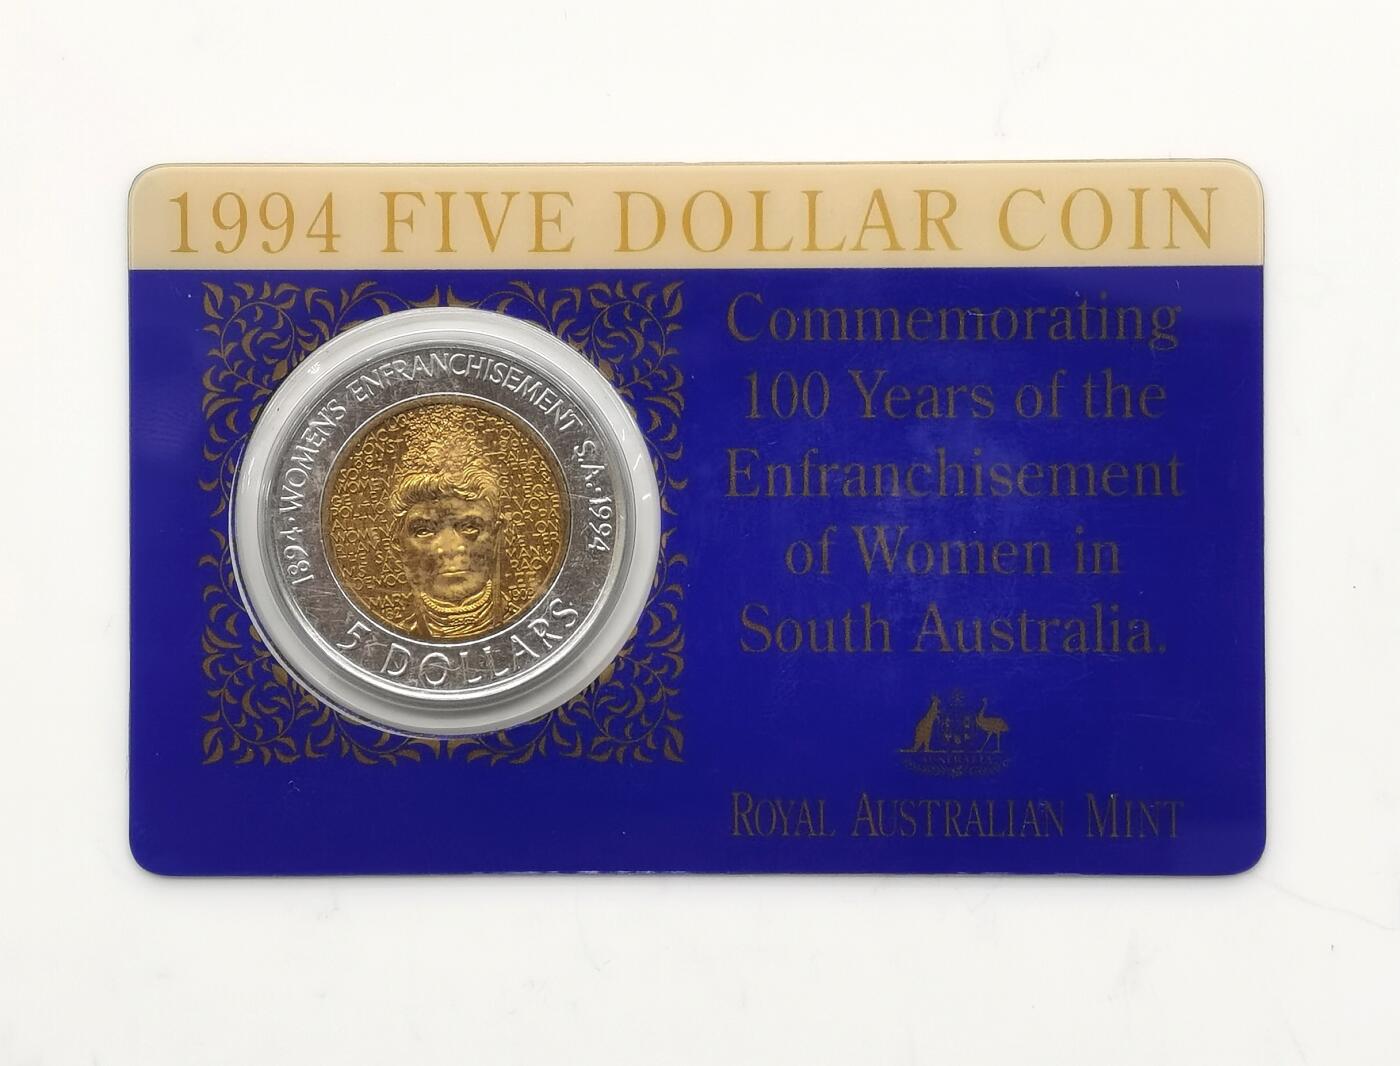 1994 FIVE DOLLAR COIN
1894·WOMEN'S ENFRANCHISEMENT S.A.·1994
5 DOLLARS
Commemorating
100 Years of the
Enfranchisement
of Women in
South Australia.
AUSTRALIA
ROYAL AUSTRALIAN MINT